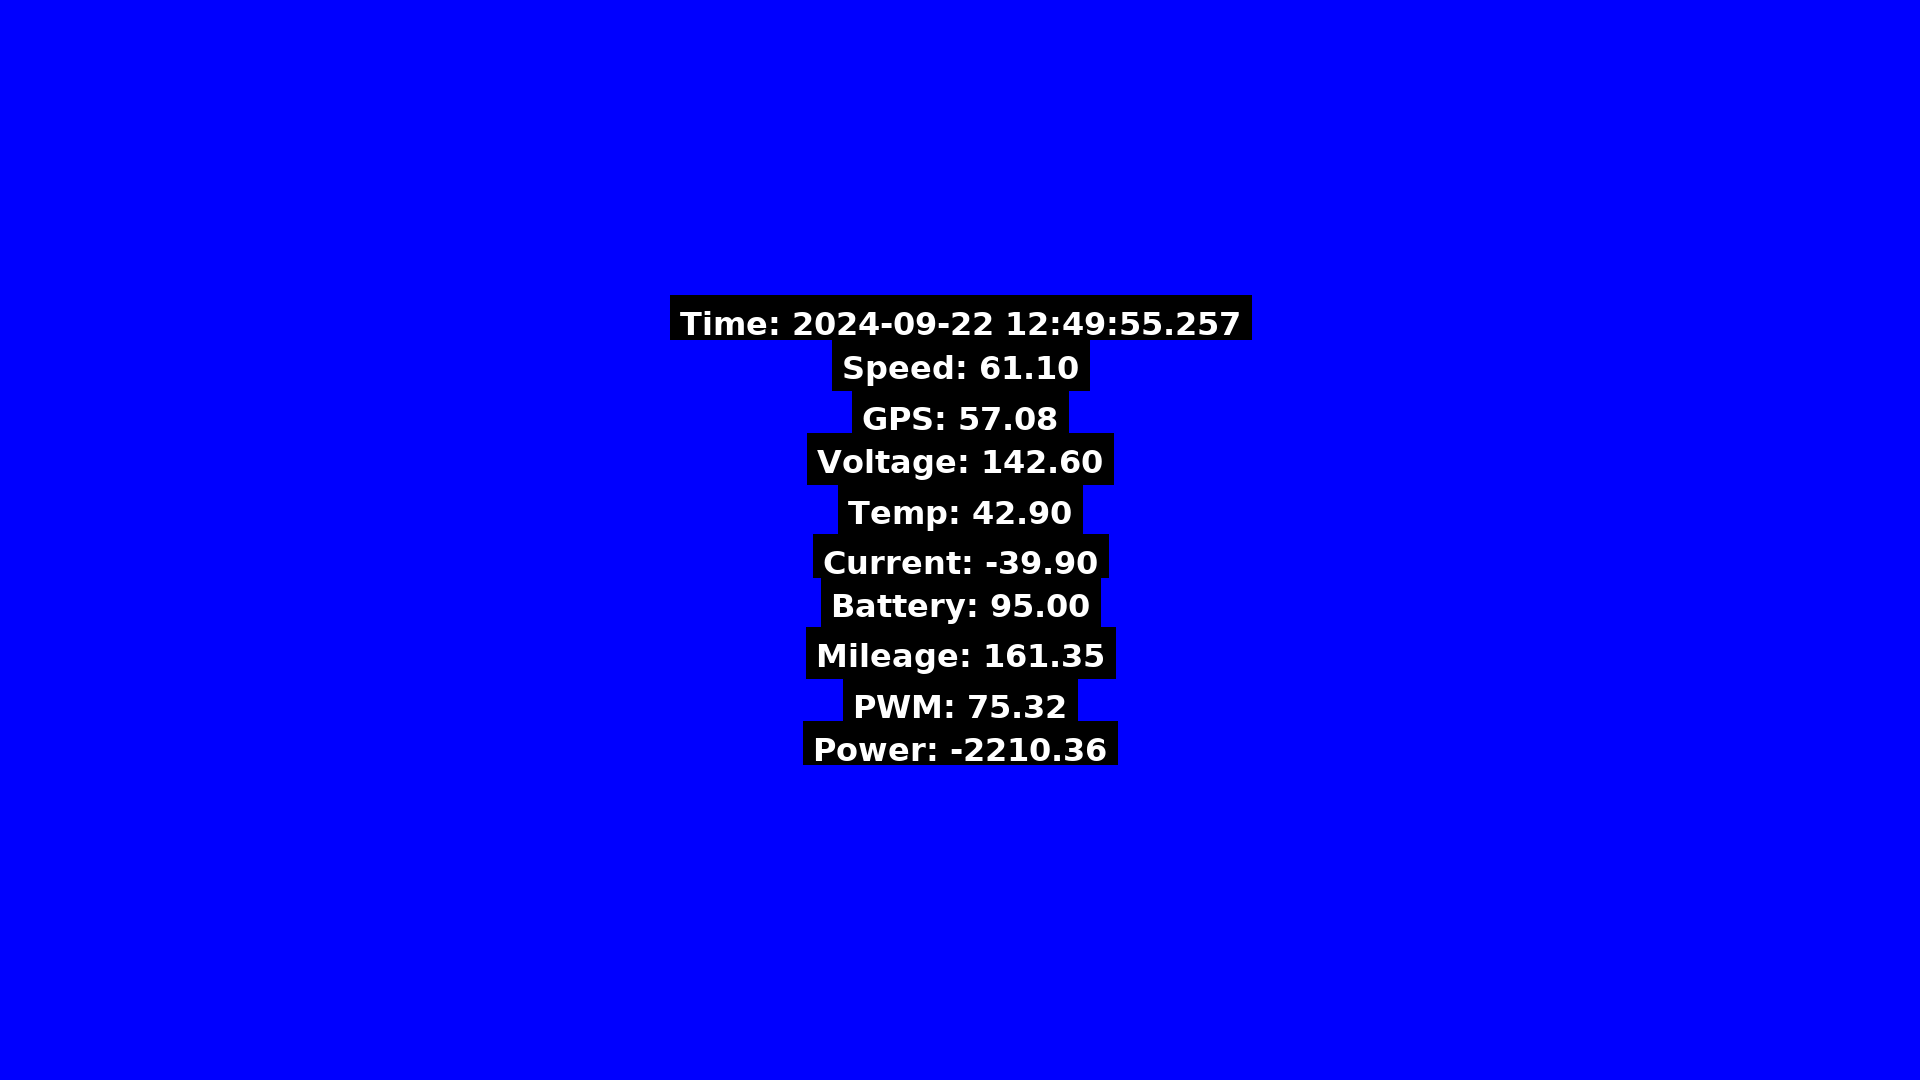 Time: 2024-09-22 12:49:55.257
Speed: 61.10
GPS: 57.08
Voltage: 142.60
Temp: 42.90
Current: -39.90
Battery: 95.00
Mileage: 161.35
PWM: 75.32
Power: -2210.36